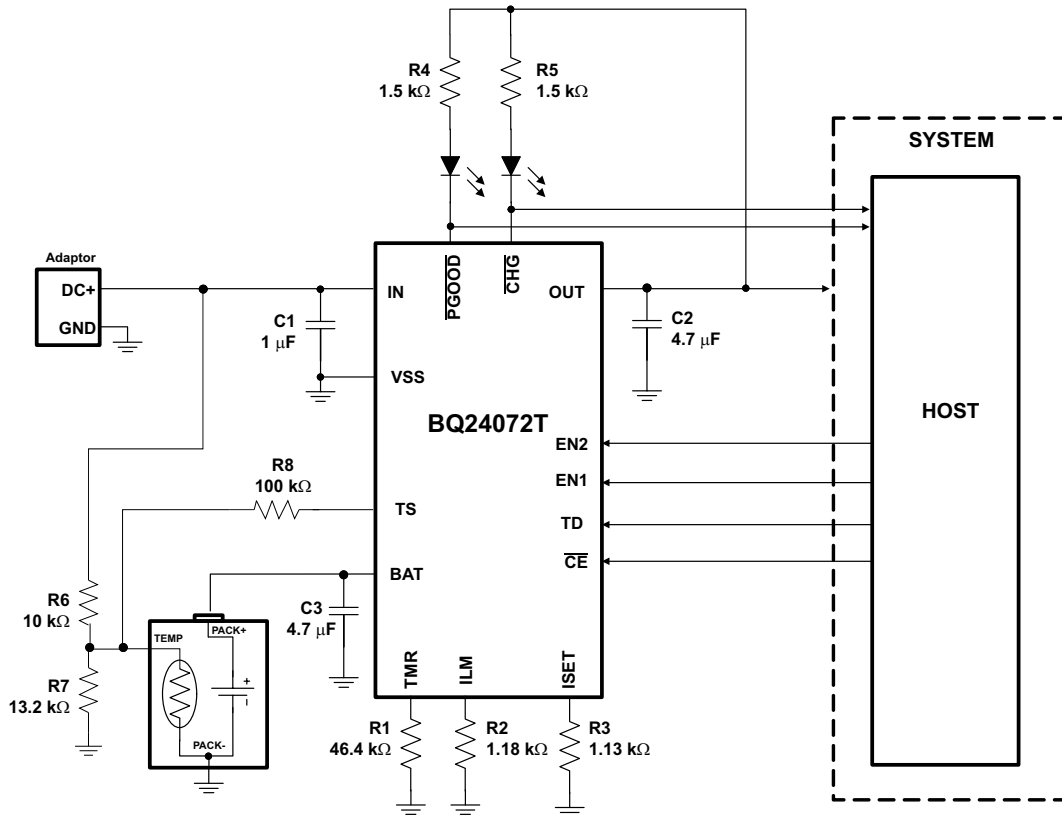 R4
1.5 kΩ
R5
1.5 kΩ
SYSTEM
Adaptor
DC+
GND
C1
1 μF
IN
PGOOD
CHG
OUT
C2
4.7 μF
VSS
BQ24072T
HOST
EN2
R8
100 kΩ
EN1
TS
TD
BAT
CE
R6
10 kΩ
C3
4.7 μF
TEMP
PACK+
+
–
R7
13.2 kΩ
PACK-
TMR
ILM
ISET
R1
46.4 kΩ
R2
1.18 kΩ
R3
1.13 kΩ